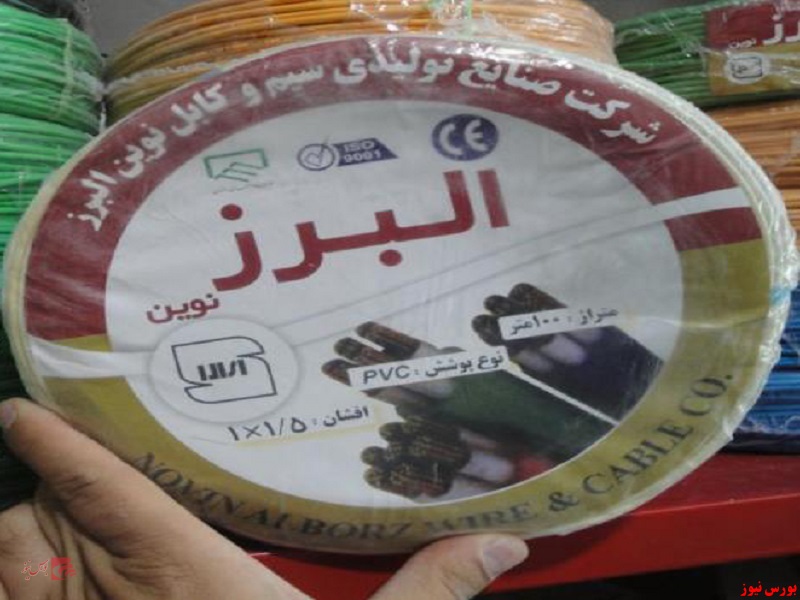 شرکت صنایع تولیدی سیم و کابل نوین البرز
ISO
9001
CE
البرز
نوین
متراژ : ۱۰۰متر
نوع پوشش : PVC
افشان : ۱×۱/۵
NOVIN ALBORZ WIRE & CABLE CO.
نوین
بورس نیوز